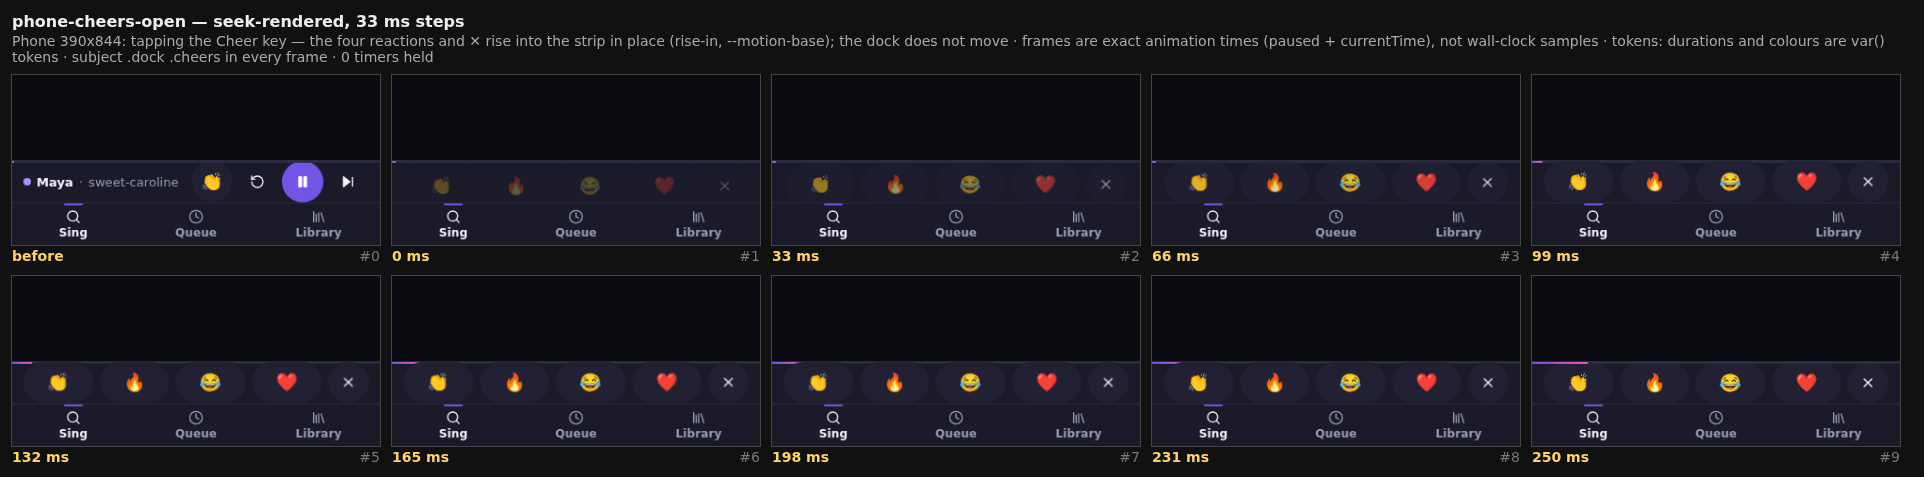 phone-cheers-open — seek-rendered, 33 ms steps
Phone 390x844: tapping the Cheer key — the four reactions and ✕ rise into the strip in place (rise-in, --motion-base); the dock does not move · frames are exact animation times (paused + currentTime), not wall-clock samples · tokens: durations and colours are var()
tokens · subject .dock .cheers in every frame · 0 timers held
Maya · sweet-caroline
Sing Queue Library
Sing Queue Library
Sing Queue Library
Sing Queue Library
Sing Queue Library
before #0
0 ms #1
33 ms #2
66 ms #3
99 ms #4
Sing Queue Library
Sing Queue Library
Sing Queue Library
Sing Queue Library
Sing Queue Library
132 ms #5
165 ms #6
198 ms #7
231 ms #8
250 ms #9